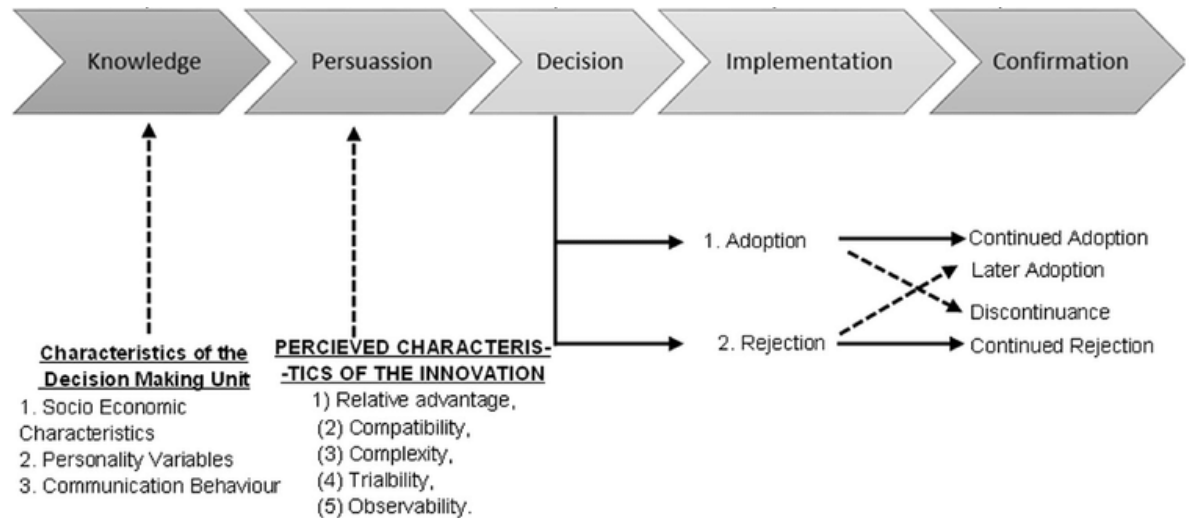 Knowledge
Persuassion
Decision
Implementation
Confirmation
1. Adoption
Continued Adoption
Later Adoption
Discontinuance
2. Rejection
Continued Rejection
Characteristics of the
Decision Making Unit
1. Socio Economic
Characteristics
2. Personality Variables
3. Communication Behaviour
PERCIEVED CHARACTERIS-
-TICS OF THE INNOVATION
1) Relative advantage,
(2) Compatibility,
(3) Complexity,
(4) Trialbility,
(5) Observability.